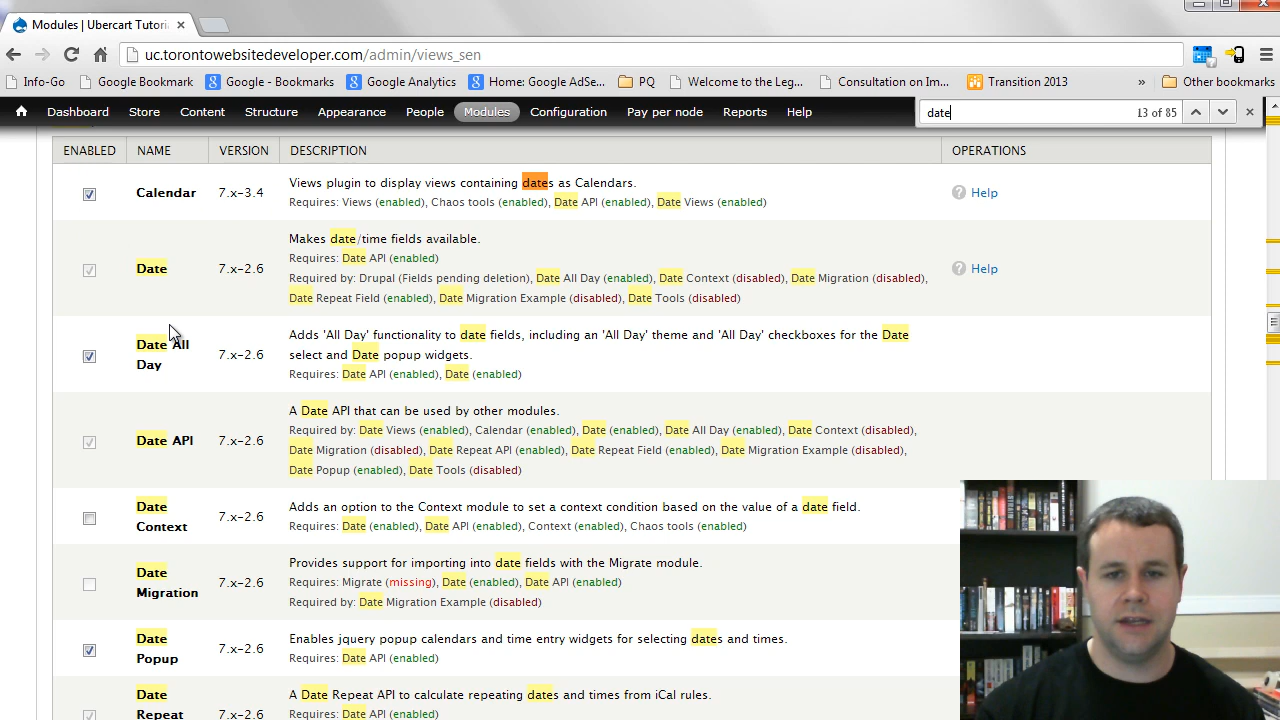 Modules | Ubercart Tutori
uc.torontowebsitedeveloper.com/admin/views_sen
Info-Go Google Bookmark Google - Bookmarks Google Analytics Home: Google AdSe... PQ Welcome to the Leg... Consultation on Im... Transition 2013 » Other bookmarks
Dashboard Store Content Structure Appearance People Modules Configuration Pay per node Reports Help
date 13 of 85
ENABLED NAME VERSION DESCRIPTION OPERATIONS
Calendar 7.x-3.4 Views plugin to display views containing dates as Calendars. Help
Requires: Views (enabled), Chaos tools (enabled), Date API (enabled), Date Views (enabled)
Date 7.x-2.6 Makes date/time fields available. Help
Requires: Date API (enabled)
Required by: Drupal (Fields pending deletion), Date All Day (enabled), Date Context (disabled), Date Migration (disabled),
Date Repeat Field (enabled), Date Migration Example (disabled), Date Tools (disabled)
Date All
Day 7.x-2.6 Adds 'All Day' functionality to date fields, including an 'All Day' theme and 'All Day' checkboxes for the Date
select and Date popup widgets.
Requires: Date API (enabled), Date (enabled)
Date API 7.x-2.6 A Date API that can be used by other modules.
Required by: Date Views (enabled), Calendar (enabled), Date (enabled), Date All Day (enabled), Date Context (disabled),
Date Migration (disabled), Date Repeat API (enabled), Date Repeat Field (enabled), Date Migration Example (disabled),
Date Popup (enabled), Date Tools (disabled)
Date
Context 7.x-2.6 Adds an option to the Context module to set a context condition based on the value of a date field.
Requires: Date (enabled), Date API (enabled), Context (enabled), Chaos tools (enabled)
Date
Migration 7.x-2.6 Provides support for importing into date fields with the Migrate module.
Requires: Migrate (missing), Date (enabled), Date API (enabled)
Required by: Date Migration Example (disabled)
Date
Popup 7.x-2.6 Enables jquery popup calendars and time entry widgets for selecting dates and times.
Requires: Date API (enabled)
Date
Repeat 7.x-2.6 A Date Repeat API to calculate repeating dates and times from iCal rules.
Requires: Date API (enabled)